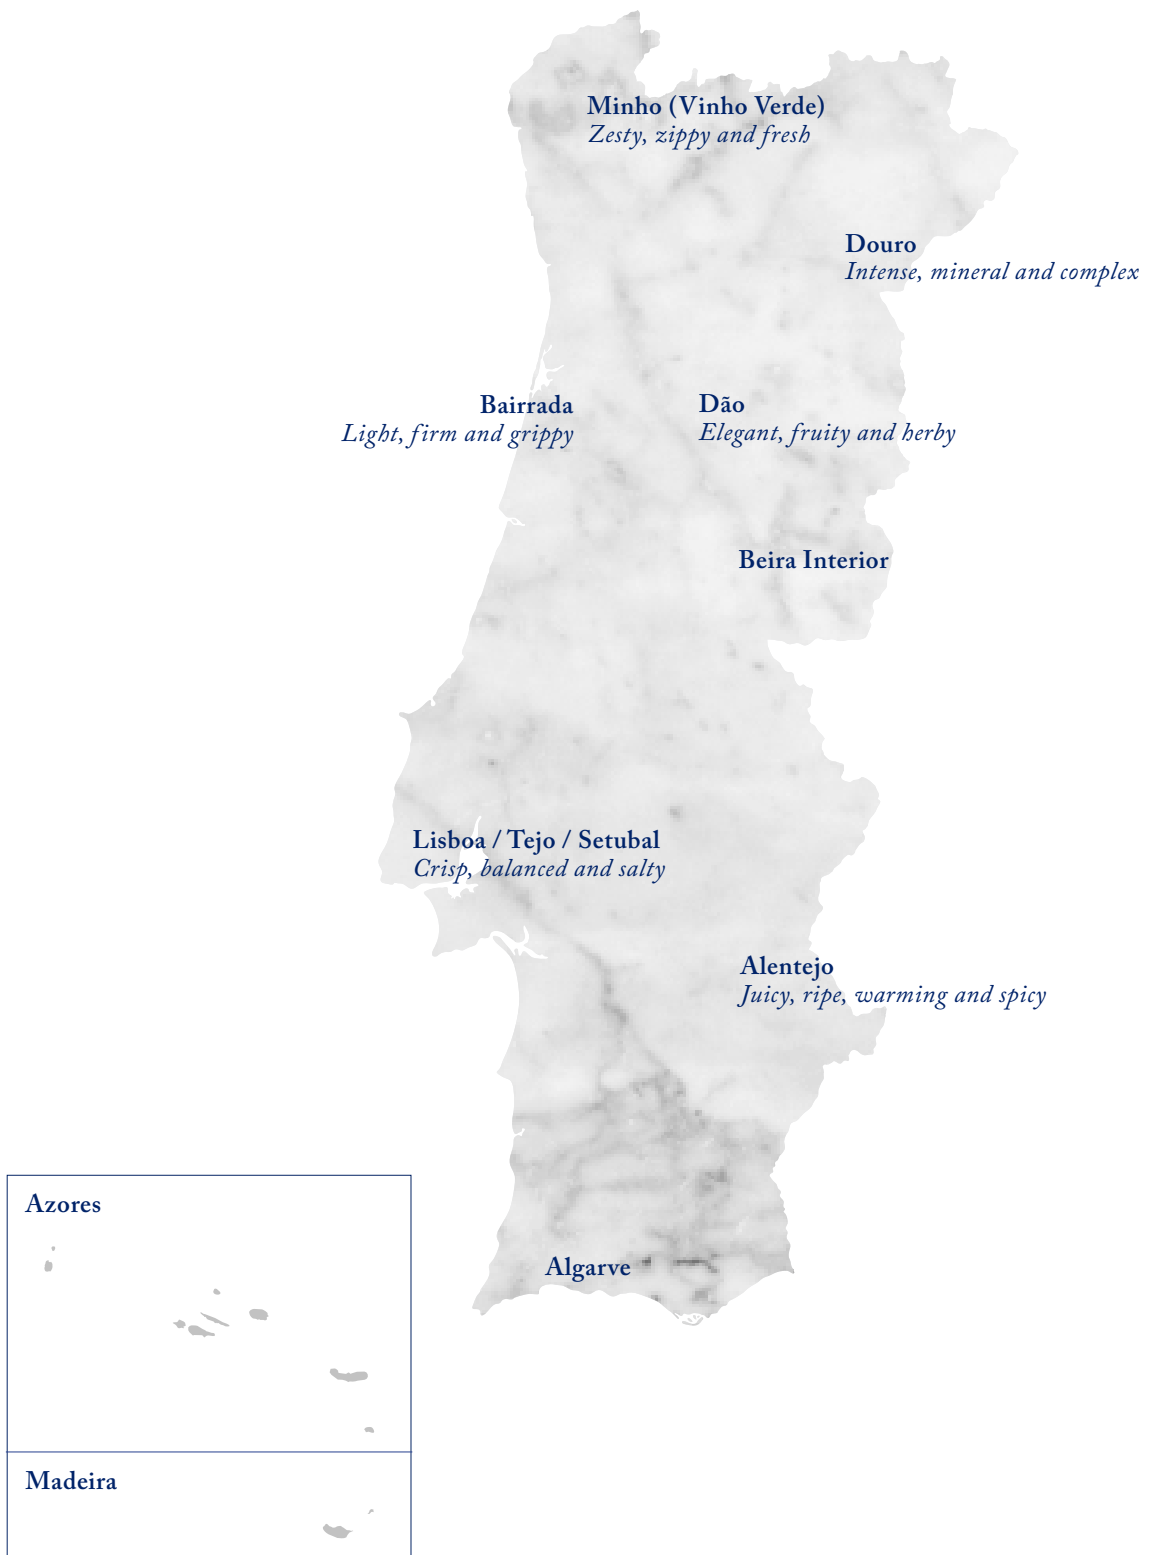 Minho (Vinho Verde)
Zesty, zippy and fresh
Douro
Intense, mineral and complex
Bairrada
Light, firm and grippy
Dão
Elegant, fruity and herby
Beira Interior
Lisboa / Tejo / Setubal
Crisp, balanced and salty
Alentejo
Juicy, ripe, warming and spicy
Algarve
Azores
Madeira